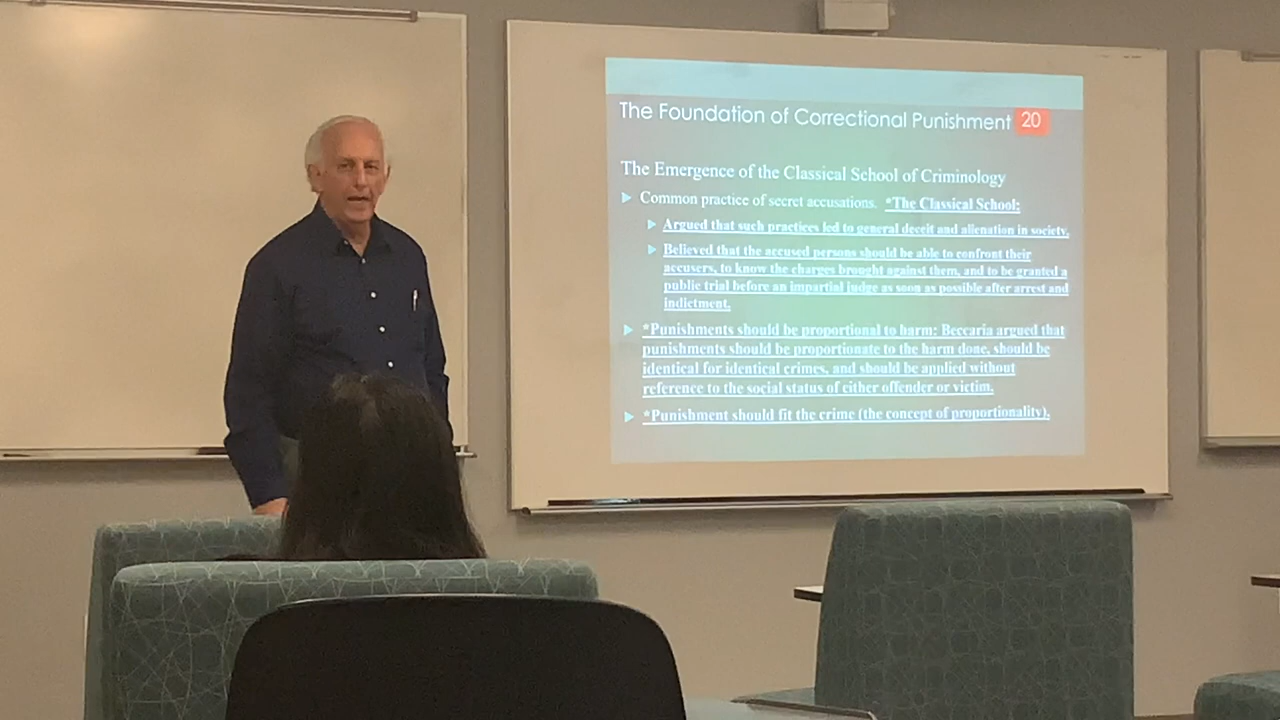 The Foundation of Correctional Punishment 20
The Emergence of the Classical School of Criminology
Common practice of secret accusations. *The Classical School:
Argued that such practices led to general deceit and alienation in society.
Believed that the accused persons should be able to confront their
accusers, to know the charges brought against them, and to be granted a
public trial before an impartial judge as soon as possible after arrest and
indictment.
*Punishments should be proportional to harm: Beccaria argued that
punishments should be proportionate to the harm done, should be
identical for identical crimes, and should be applied without
reference to the social status of either offender or victim.
*Punishment should fit the crime (the concept of proportionality).